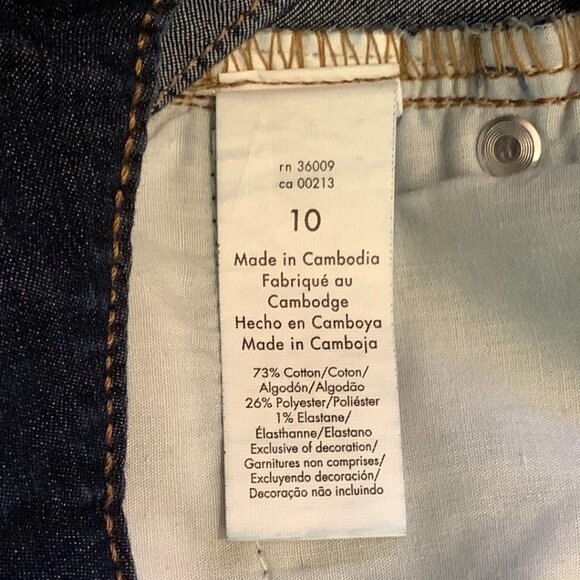 rn 36009
ca 00213
10
Made in Cambodia
Fabriqué au
Cambodge
Hecho en Camboya
Made in Camboja
73% Cotton/Coton/
Algodón/Algodão
26% Polyester/Poliéster
1% Elastane/
Élasthanne/Elastano
Exclusive of decoration/
Garnitures non comprises/
Excluyendo decoración/
Decoração não incluindo